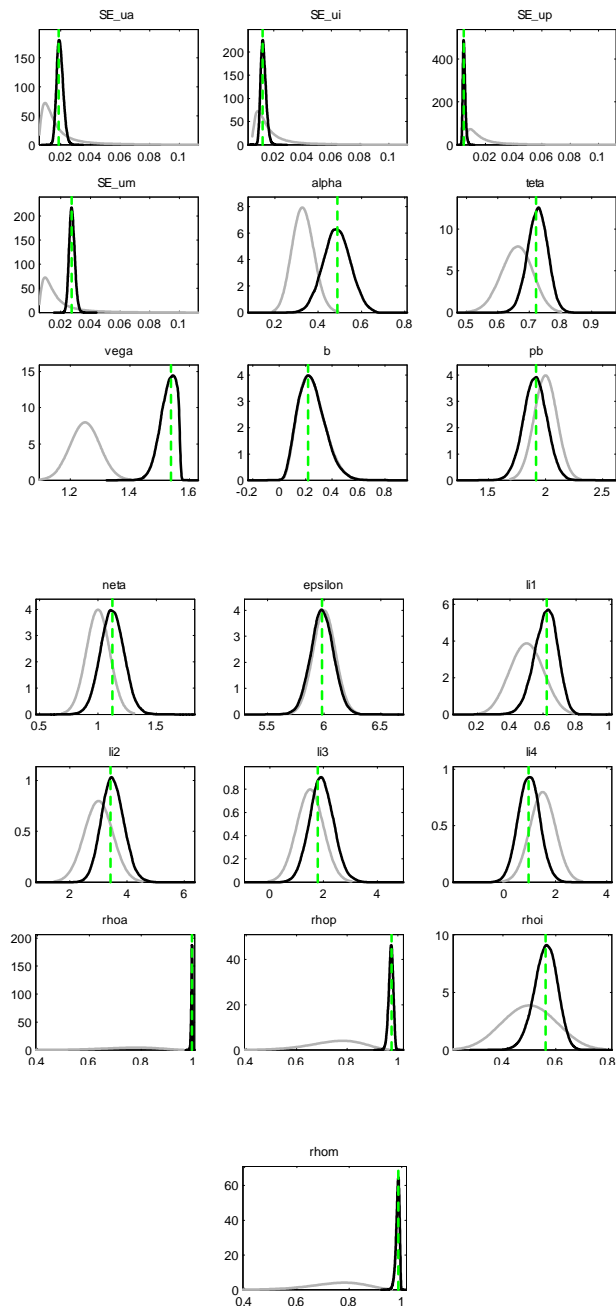 SE_ua
SE_ui
SE_up
150
100
50
0
0.02 0.04 0.06 0.08 0.1
200
150
100
50
0
0.02 0.04 0.06 0.08 0.1
400
200
0
0.02 0.04 0.06 0.08 0.1
SE_um
alpha
teta
200
150
100
50
0
0.02 0.04 0.06 0.08 0.1
8
6
4
2
0
0.2 0.4 0.6 0.8
10
5
0
0.5 0.6 0.7 0.8 0.9
vega
b
pb
15
10
5
0
1.2 1.4 1.6
4
3
2
1
0
-0.2 0 0.2 0.4 0.6 0.8
4
3
2
1
0
1.5 2 2.5
neta
epsilon
li1
4
3
2
1
0
0.5 1 1.5
4
3
2
1
0
5.5 6 6.5
6
4
2
0
0.2 0.4 0.6 0.8 1
li2
li3
li4
1
0.5
0
2 4 6
0.8
0.6
0.4
0.2
0
0 2 4
1
0.5
0
0 2 4
rhoa
rhop
rhoi
200
150
100
50
0
0.4 0.6 0.8 1
40
20
0
0.4 0.6 0.8 1
10
5
0
0.4 0.6 0.8
rhom
60
40
20
0
0.4 0.6 0.8 1